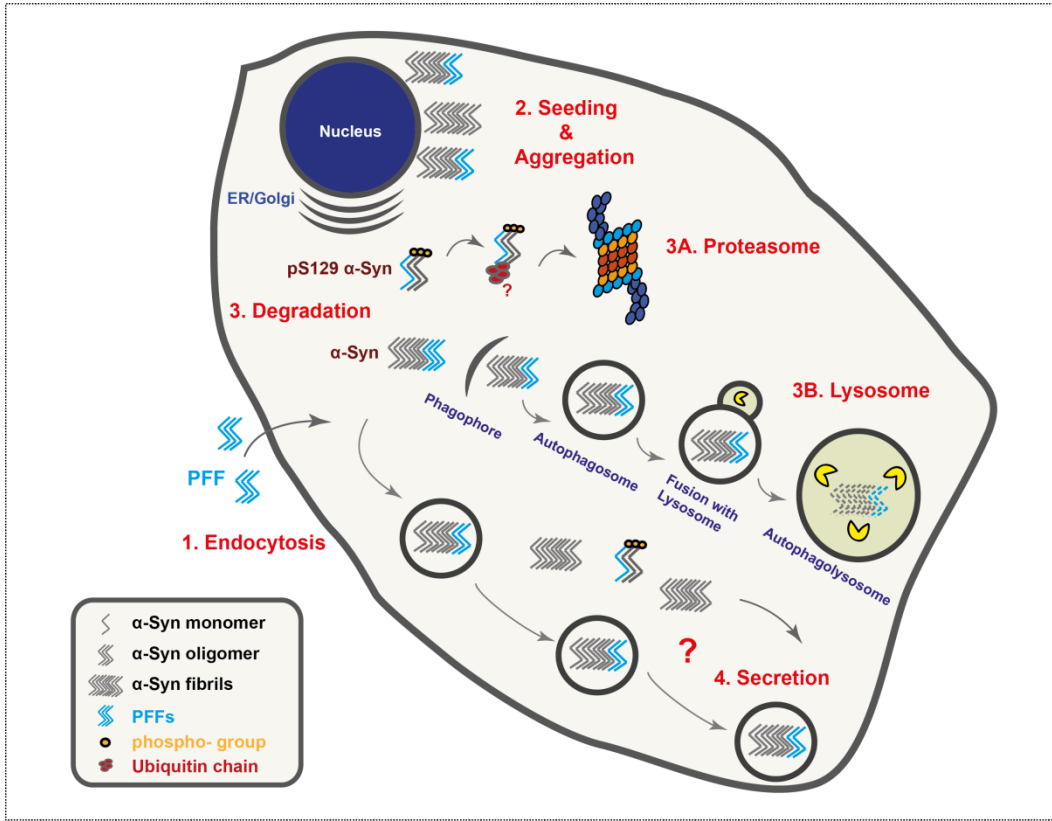 Nucleus
2. Seeding
&
Aggregation
ER/Golgi
pS129 α-Syn
?
3A. Proteasome
3. Degradation
α-Syn
Phagophore
Autophagosome
Fusion with
Lysosome
3B. Lysosome
Autophagolysosome
PFF
1. Endocytosis
?
4. Secretion
α-Syn monomer
α-Syn oligomer
α-Syn fibrils
PFFs
phospho- group
Ubiquitin chain